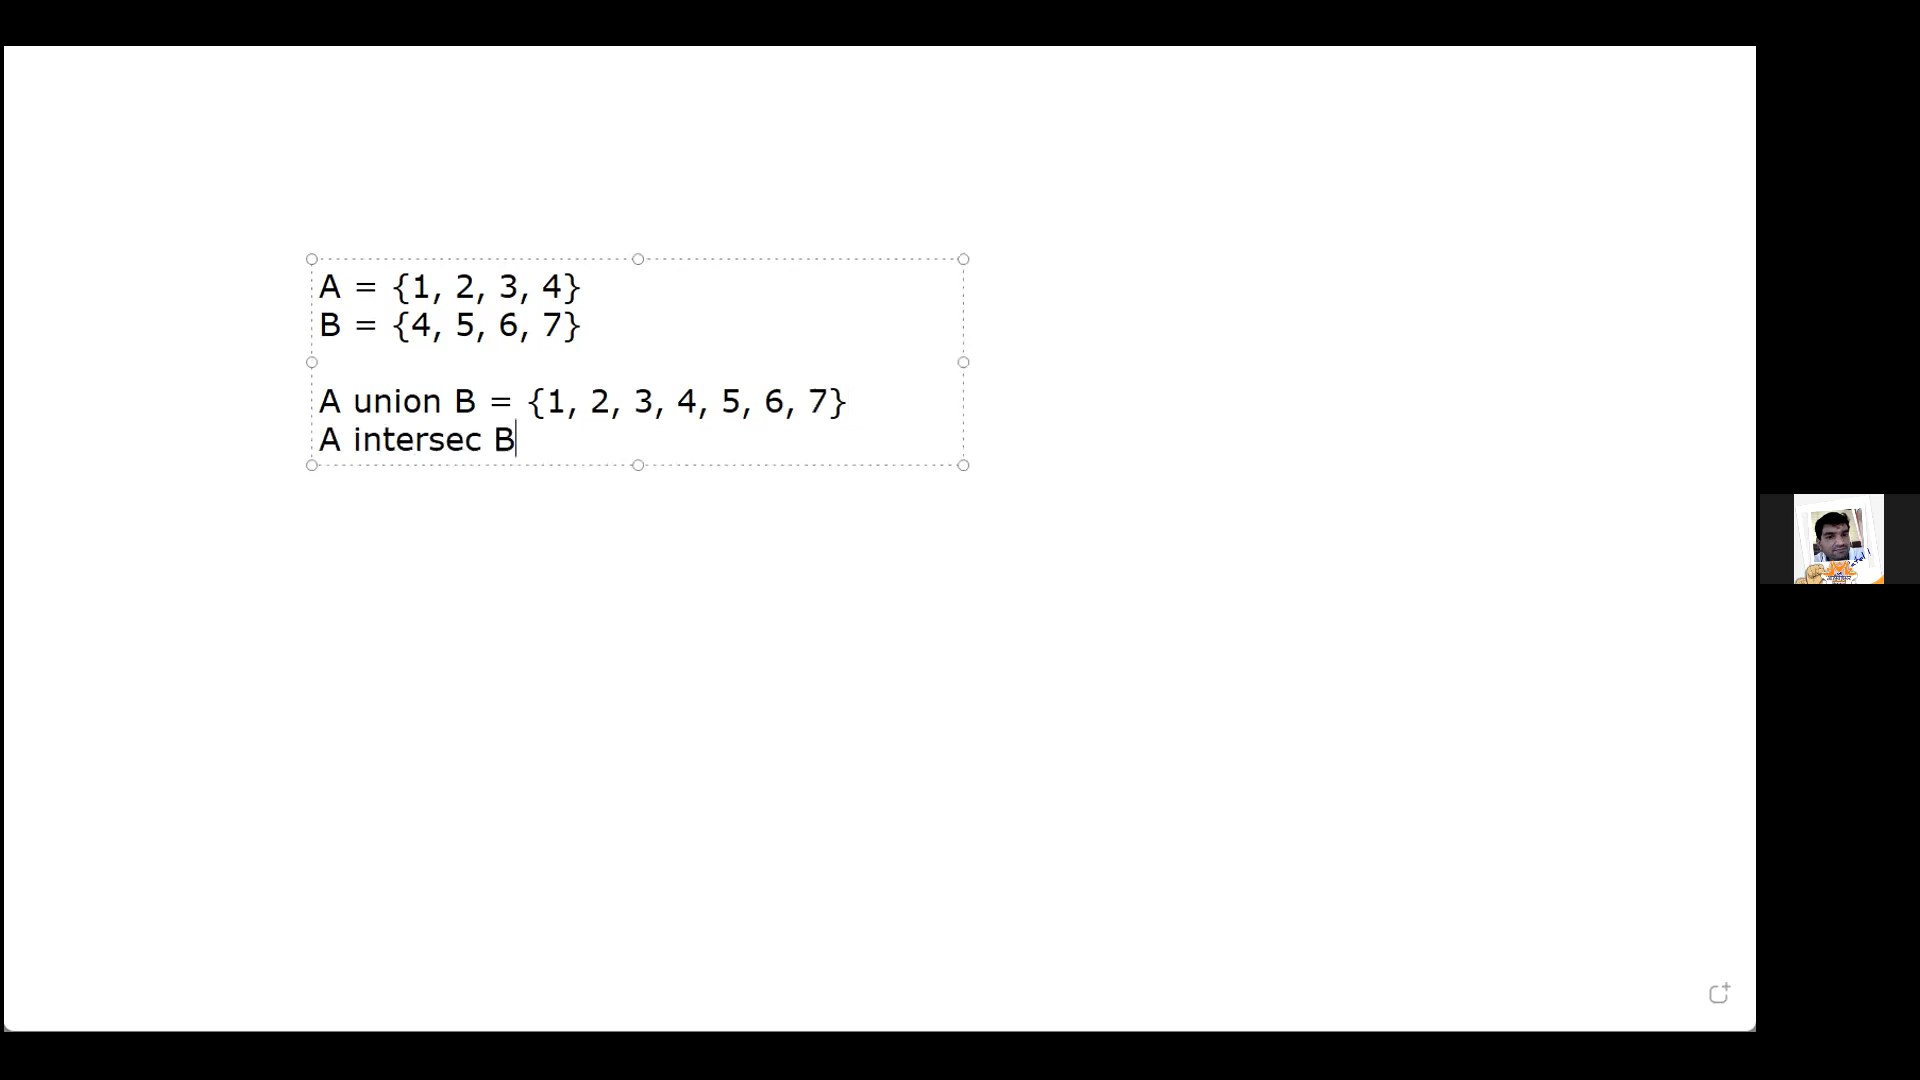 A = {1, 2, 3, 4}
B = {4, 5, 6, 7}
A union B = {1, 2, 3, 4, 5, 6, 7}
A intersec B